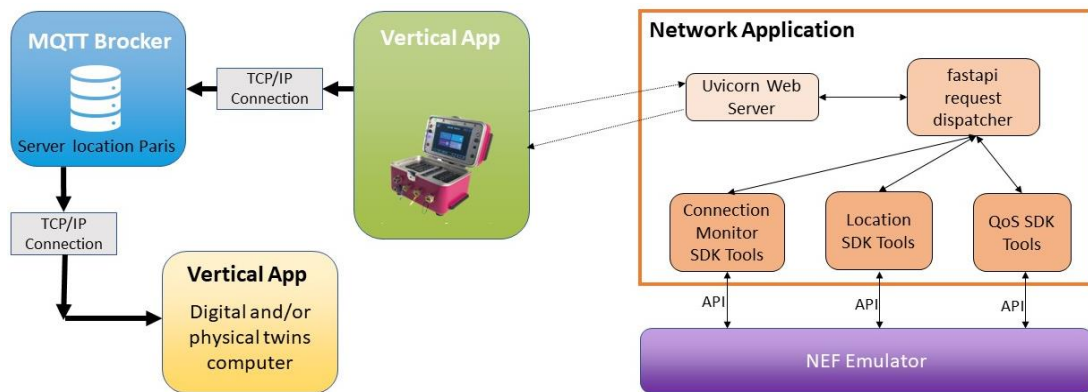 MQTT Brocker
Server location Paris
TCP/IP
Connection
Vertical App
TCP/IP
Connection
Vertical App
Digital and/or
physical twins
computer
Network Application
Uvicorn Web
Server
fastapi
request
dispatcher
Connection
Monitor
SDK Tools
Location
SDK Tools
QoS SDK
Tools
API
API
API
NEF Emulator